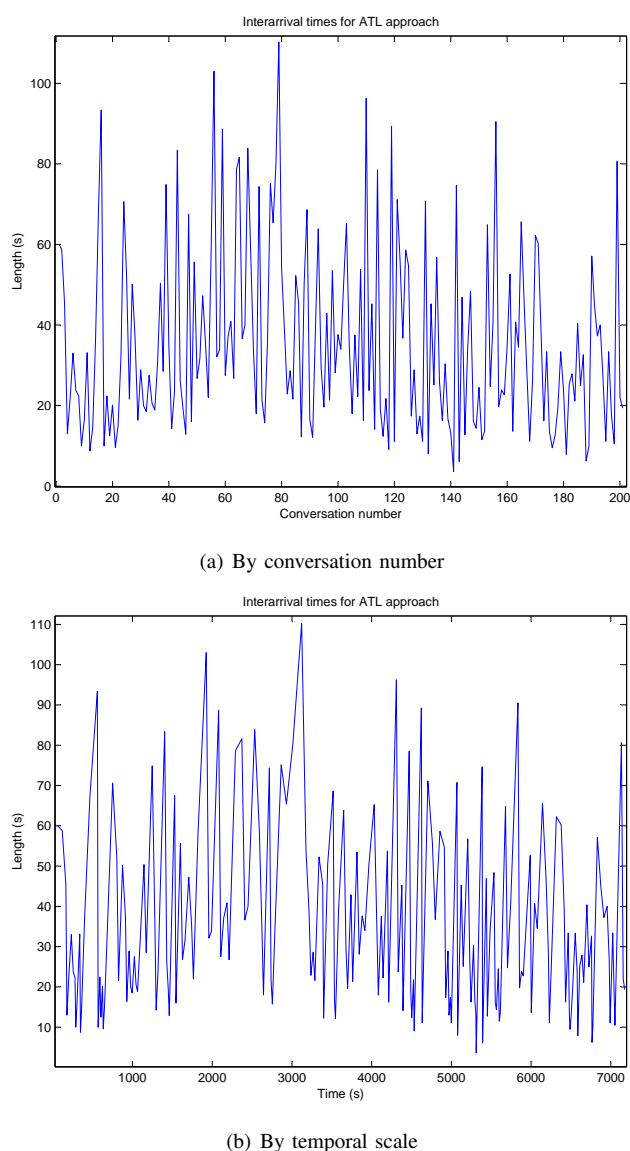 Interarrival times for ATL approach
100
80
60
40
20
0
Length (s)
0 20 40 60 80 100 120 140 160 180 200
Conversation number
(a) By conversation number
Interarrival times for ATL approach
110
100
90
80
70
60
50
40
30
20
10
Length (s)
1000 2000 3000 4000 5000 6000 7000
Time (s)
(b) By temporal scale